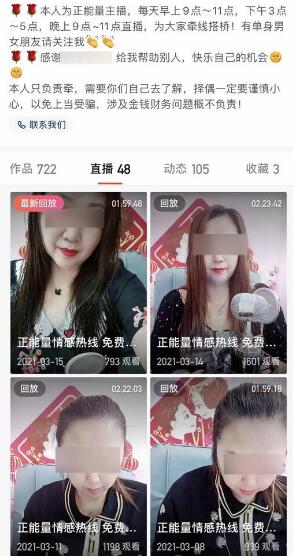 🌹🌹本人为正能量主播，每天早上9点~11点，下午3点
~5点，晚上9点~11点直播，为大家牵线搭桥！有单身男
女朋友请关注我👏👏
🌹🌹感谢 给我帮助别人，快乐自己的机会😊
😊
本人只负责牵，需要你们自己去了解，择偶一定要谨慎小
心，以免上当受骗，涉及金钱财务问题概不负责！
联系我们
作品 722 直播 48 动态 105 收藏 3
最新回放 01:59:48
正能量情感热线 免费...
2021-03-15 793 观看
回放 02:23:42
正能量情感热线 免费...
2021-03-14 1601 观看
回放 02:22:03
正能量情感热线 免费...
2021-03-11 1198 观看
回放 01:59:18
正能量情感热线 免费...
2021-03-08 939 观看